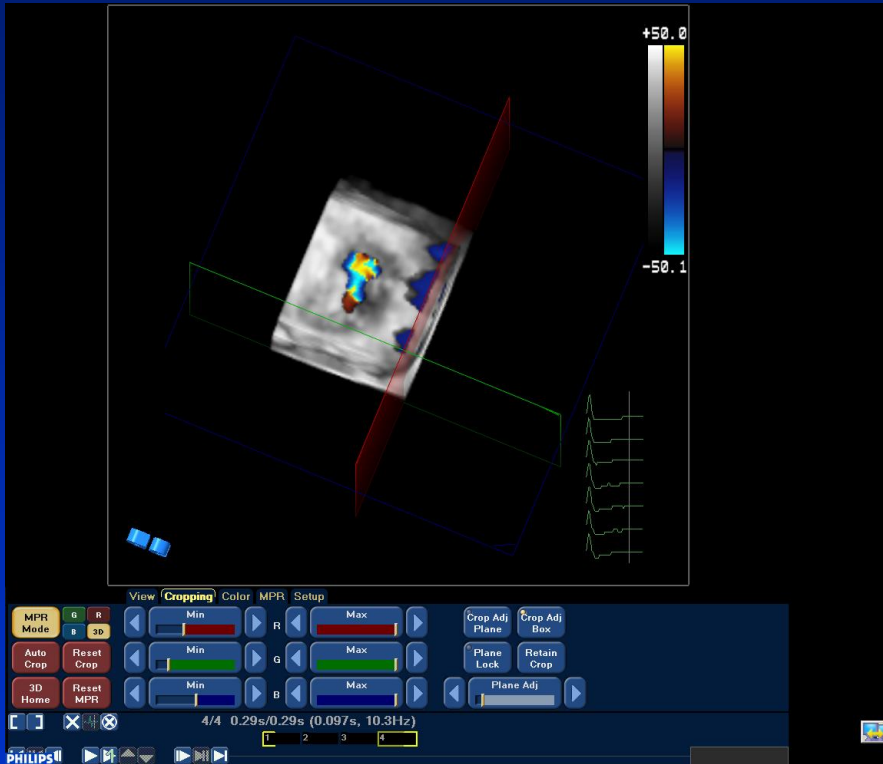 +50.0
-50.1
View Cropping Color MPR Setup
MPR Mode G R B 3D
Min R Max
Crop Adj Plane Crop Adj Box
Auto Crop Reset Crop
Min G Max
Plane Lock Retain Crop
3D Home Reset MPR
Min B Max
Plane Adj
4/4 0.29s/0.29s (0.097s, 10.3Hz)
1 2 3 4
PHILIPS